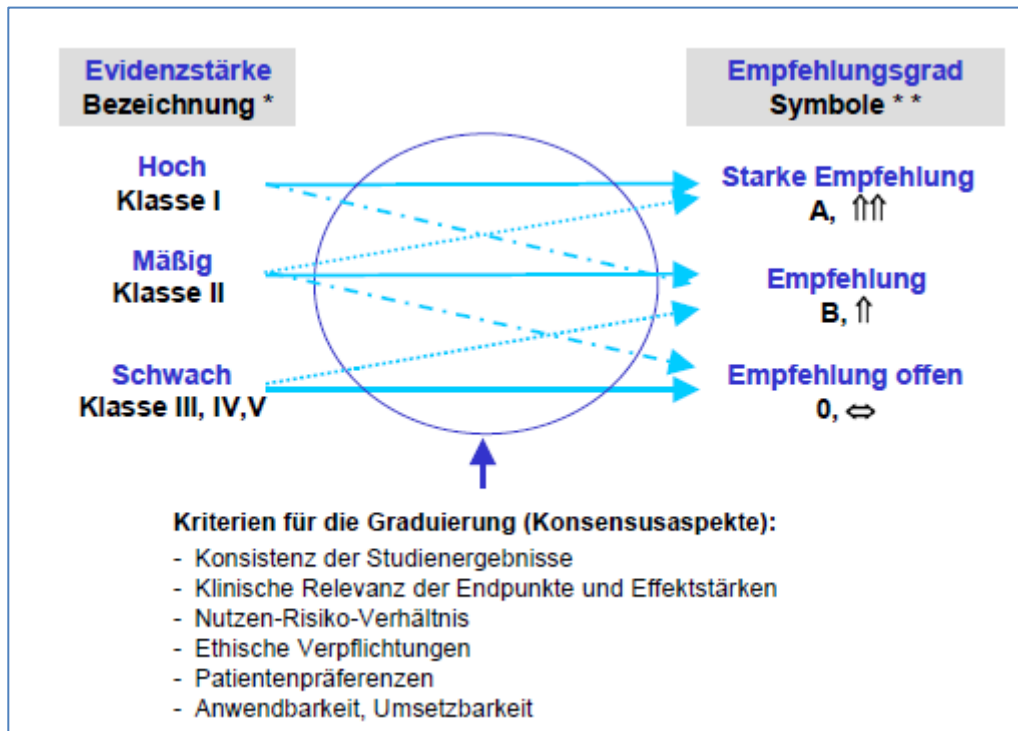 Evidenzstärke
Bezeichnung *
Empfehlungsgrad
Symbole * *
Hoch
Klasse I
Starke Empfehlung
A, ⇑⇑
Mäßig
Klasse II
Empfehlung
B, ⇑
Schwach
Klasse III, IV,V
Empfehlung offen
0, ⇔
Kriterien für die Graduierung (Konsensusaspekte):
- Konsistenz der Studienergebnisse
- Klinische Relevanz der Endpunkte und Effektstärken
- Nutzen-Risiko-Verhältnis
- Ethische Verpflichtungen
- Patientenpräferenzen
- Anwendbarkeit, Umsetzbarkeit